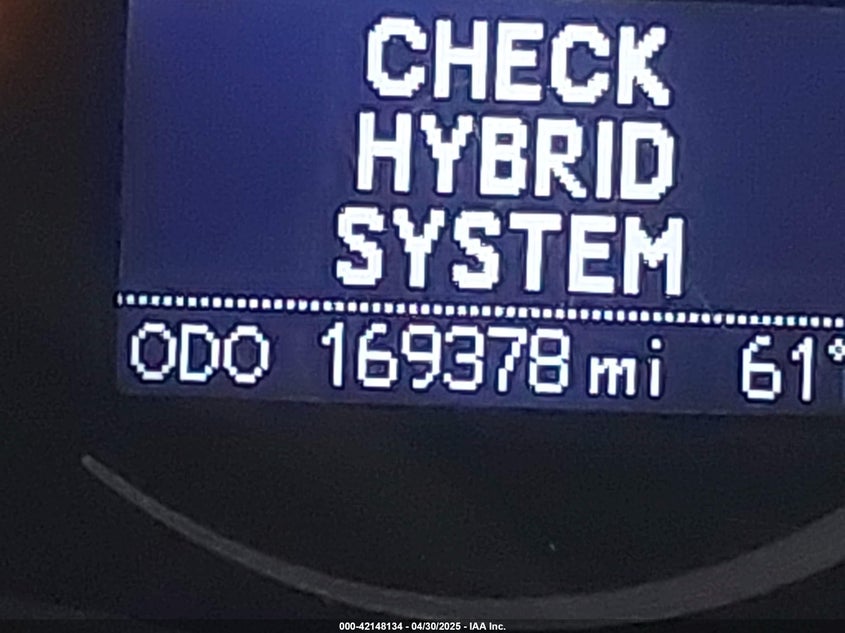 CHECK
HYBRID
SYSTEM
ODO 169378 mi 61°
000-42148134 - 04/30/2025 - IAA Inc.